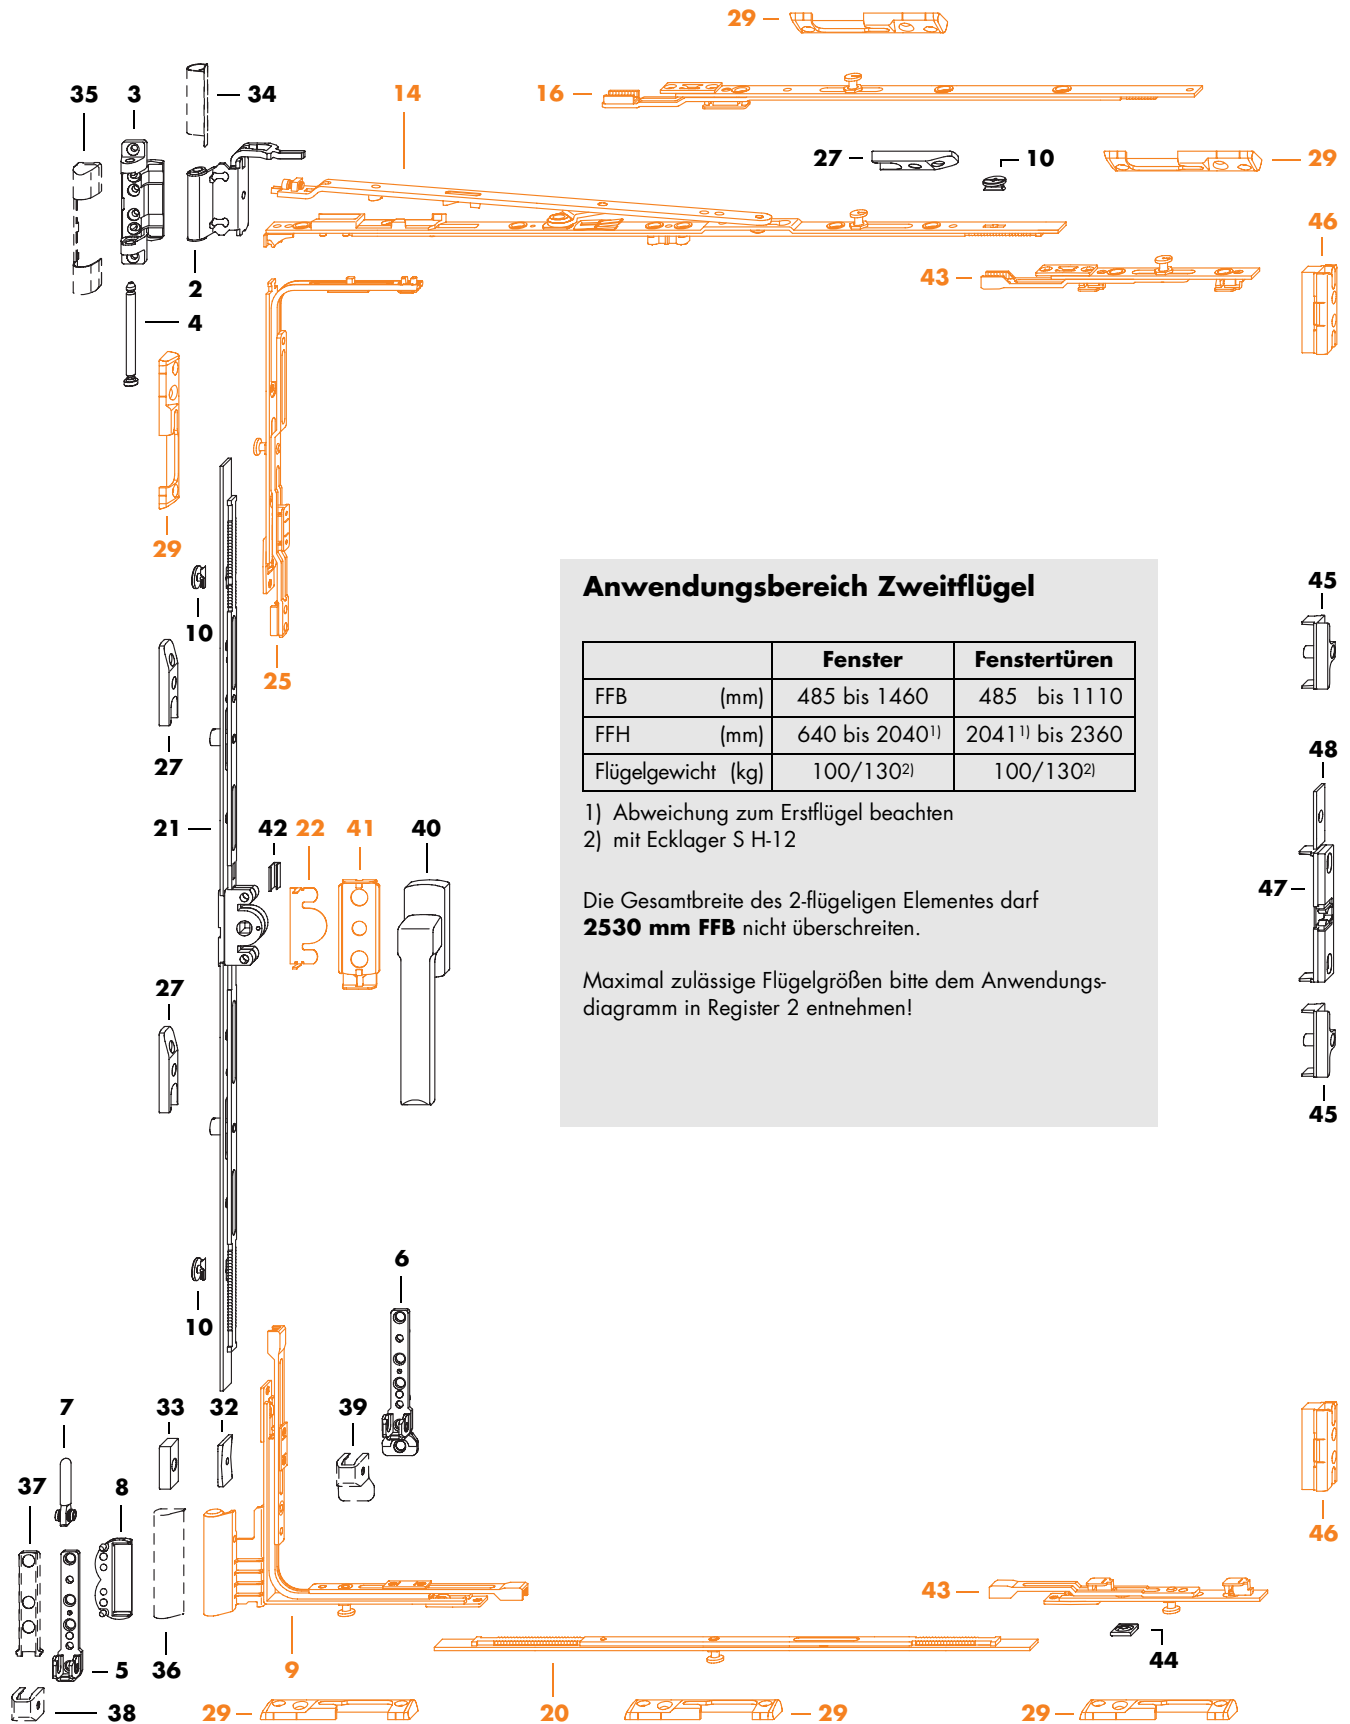 29
35 3 34 14 16
27 10 29
46
2
43
4
29
10
25
27
21 42 22 41 40
27
Anwendungsbereich Zweitflügel
Fenster Fenstertüren
FFB (mm) 485 bis 1460 485 bis 1110
FFH (mm) 640 bis 2040¹⁾ 2041¹⁾ bis 2360
Flügelgewicht (kg) 100/130²⁾ 100/130²⁾
1) Abweichung zum Erstflügel beachten
2) mit Ecklager S H-12
Die Gesamtbreite des 2-flügeligen Elementes darf
2530 mm FFB nicht überschreiten.
Maximal zulässige Flügelgrößen bitte dem Anwendungs-
diagramm in Register 2 entnehmen!
45
48
47
45
6
10
7 33 32 39
37 8
46
43
5 36 9 44
38 29 20 29 29